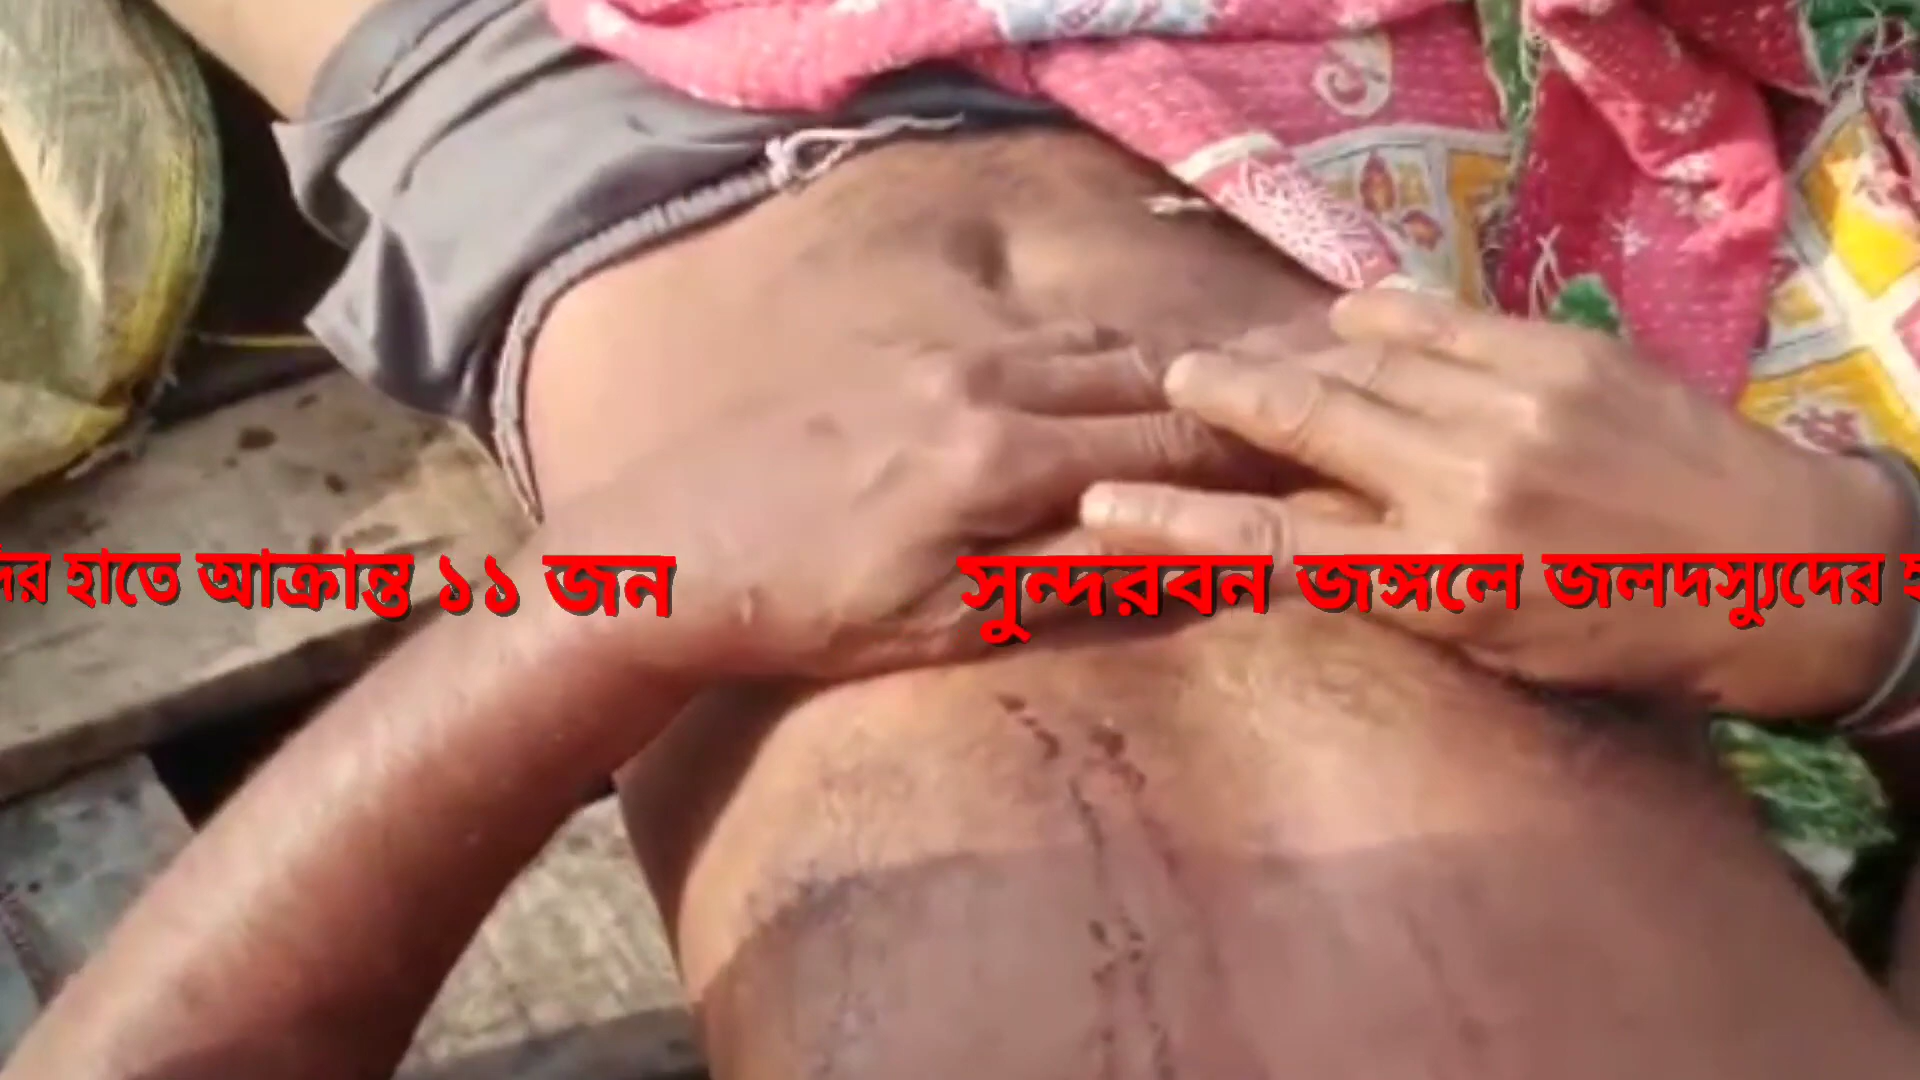 দের হাতে আক্রান্ত ১১ জন সুন্দরবন জঙ্গলে জলদস্যুদের হ